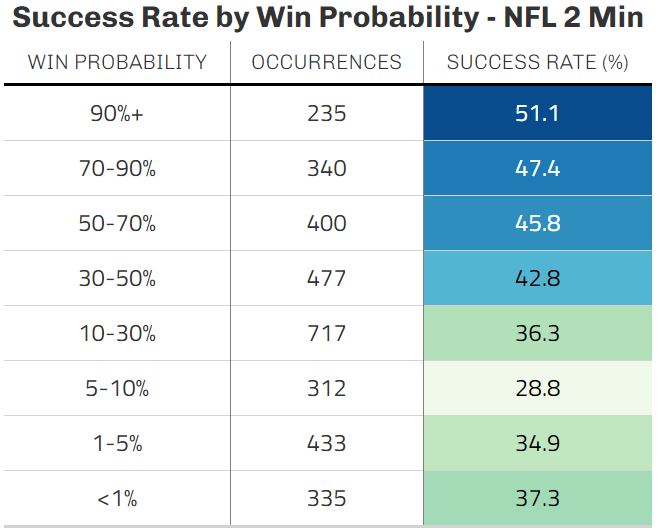 Success Rate by Win Probability - NFL 2 Min
WIN PROBABILITY OCCURRENCES SUCCESS RATE (%)
90%+ 235 51.1
70-90% 340 47.4
50-70% 400 45.8
30-50% 477 42.8
10-30% 717 36.3
5-10% 312 28.8
1-5% 433 34.9
<1% 335 37.3